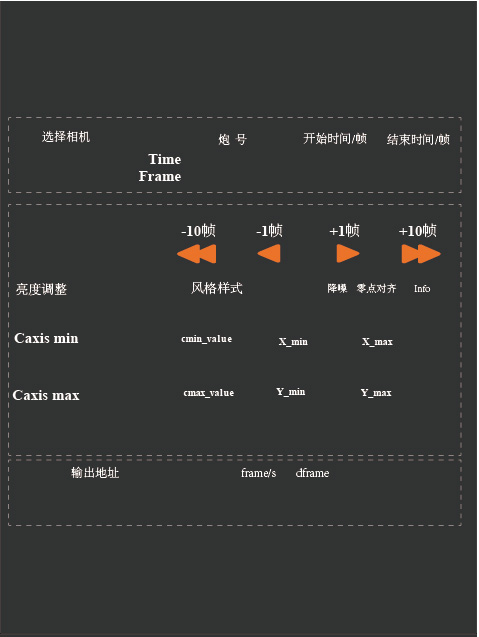 选择相机 炮 号 开始时间/帧 结束时间/帧
Time
Frame
-10帧 -1帧 +1帧 +10帧
亮度调整 风格样式 降噪 零点对齐 Info
Caxis min cmin_value X_min X_max
Caxis max cmax_value Y_min Y_max
输出地址 frame/s dframe